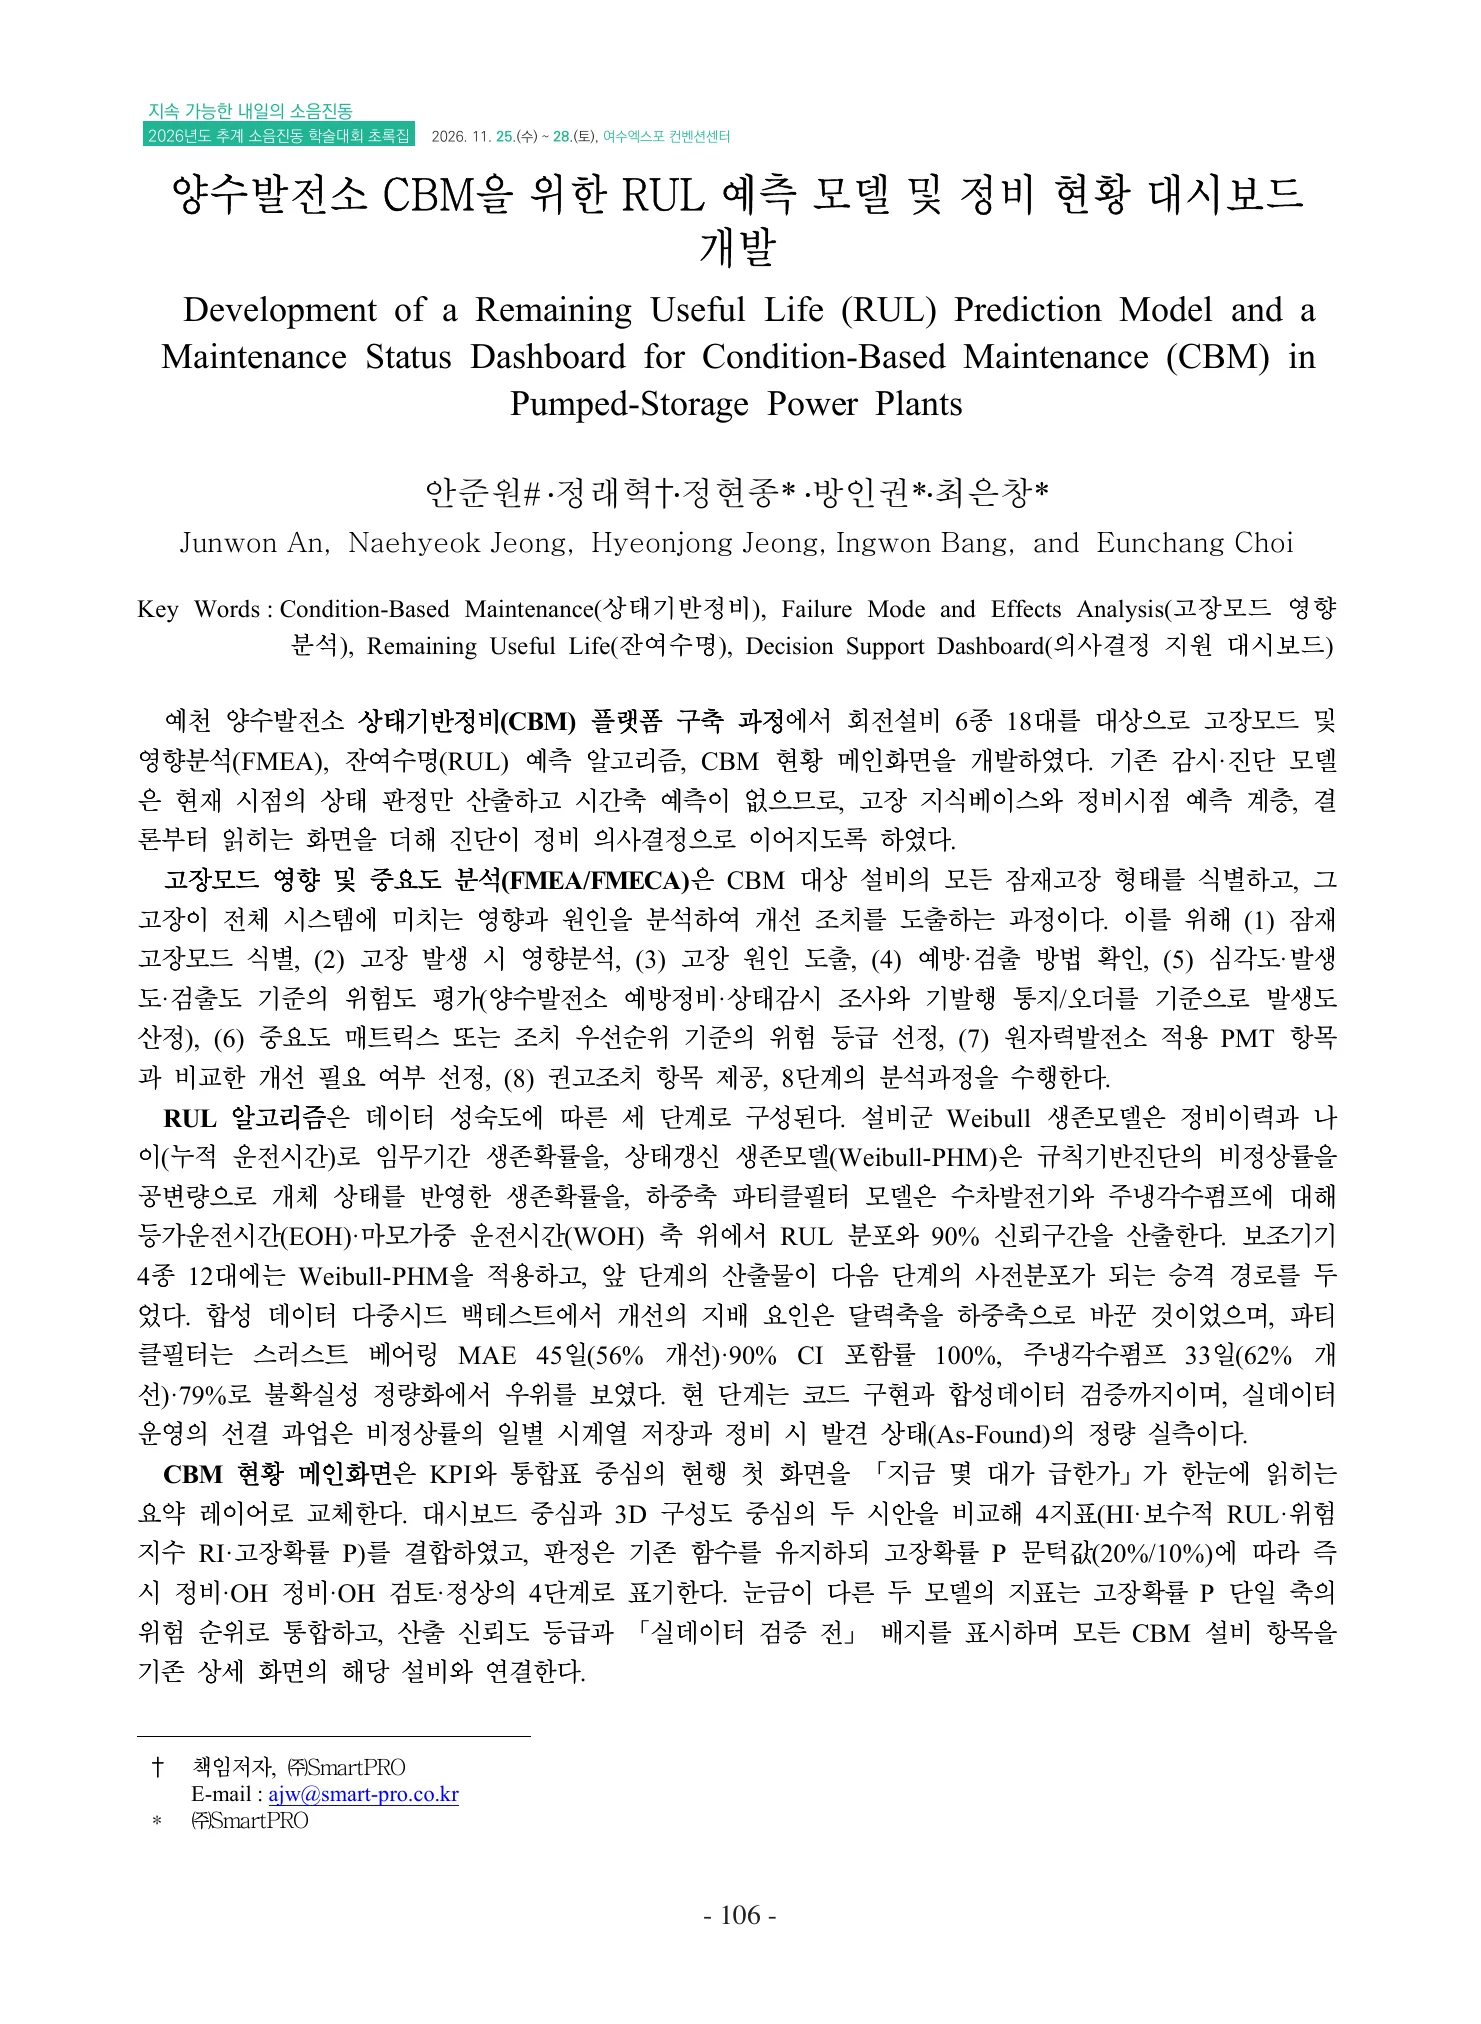 지속 가능한 내일의 소음진동
2026년도 추계 소음진동 학술대회 초록집 2026. 11. 25.(수) ~ 28.(토), 여수엑스포 컨벤션센터
양수발전소 CBM을 위한 RUL 예측 모델 및 정비 현황 대시보드
개발
Development of a Remaining Useful Life (RUL) Prediction Model and a
Maintenance Status Dashboard for Condition-Based Maintenance (CBM) in
Pumped-Storage Power Plants
안준원#·정래혁†·정현종*·방인권*·최은창*
Junwon An, Naehyeok Jeong, Hyeonjong Jeong, Ingwon Bang, and Eunchang Choi
Key Words : Condition-Based Maintenance(상태기반정비), Failure Mode and Effects Analysis(고장모드 영향
분석), Remaining Useful Life(잔여수명), Decision Support Dashboard(의사결정 지원 대시보드)
예천 양수발전소 상태기반정비(CBM) 플랫폼 구축 과정에서 회전설비 6종 18대를 대상으로 고장모드 및
영향분석(FMEA), 잔여수명(RUL) 예측 알고리즘, CBM 현황 메인화면을 개발하였다. 기존 감시·진단 모델
은 현재 시점의 상태 판정만 산출하고 시간축 예측이 없으므로, 고장 지식베이스와 정비시점 예측 계층, 결
론부터 읽히는 화면을 더해 진단이 정비 의사결정으로 이어지도록 하였다.
고장모드 영향 및 중요도 분석(FMEA/FMECA)은 CBM 대상 설비의 모든 잠재고장 형태를 식별하고, 그
고장이 전체 시스템에 미치는 영향과 원인을 분석하여 개선 조치를 도출하는 과정이다. 이를 위해 (1) 잠재
고장모드 식별, (2) 고장 발생 시 영향분석, (3) 고장 원인 도출, (4) 예방·검출 방법 확인, (5) 심각도·발생
도·검출도 기준의 위험도 평가(양수발전소 예방정비·상태감시 조사와 기발행 통지/오더를 기준으로 발생도
산정), (6) 중요도 매트릭스 또는 조치 우선순위 기준의 위험 등급 선정, (7) 원자력발전소 적용 PMT 항목
과 비교한 개선 필요 여부 선정, (8) 권고조치 항목 제공, 8단계의 분석과정을 수행한다.
RUL 알고리즘은 데이터 성숙도에 따른 세 단계로 구성된다. 설비군 Weibull 생존모델은 정비이력과 나
이(누적 운전시간)로 임무기간 생존확률을, 상태갱신 생존모델(Weibull-PHM)은 규칙기반진단의 비정상률을
공변량으로 개체 상태를 반영한 생존확률을, 하중축 파티클필터 모델은 수차발전기와 주냉각수펌프에 대해
등가운전시간(EOH)·마모가중 운전시간(WOH) 축 위에서 RUL 분포와 90% 신뢰구간을 산출한다. 보조기기
4종 12대에는 Weibull-PHM을 적용하고, 앞 단계의 산출물이 다음 단계의 사전분포가 되는 승격 경로를 두
었다. 합성 데이터 다중시드 백테스트에서 개선의 지배 요인은 달력축을 하중축으로 바꾼 것이었으며, 파티
클필터는 스러스트 베어링 MAE 45일(56% 개선)·90% CI 포함률 100%, 주냉각수펌프 33일(62% 개
선)·79%로 불확실성 정량화에서 우위를 보였다. 현 단계는 코드 구현과 합성데이터 검증까지이며, 실데이터
운영의 선결 과업은 비정상률의 일별 시계열 저장과 정비 시 발견 상태(As-Found)의 정량 실측이다.
CBM 현황 메인화면은 KPI와 통합표 중심의 현행 첫 화면을 「지금 몇 대가 급한가」가 한눈에 읽히는
요약 레이어로 교체한다. 대시보드 중심과 3D 구성도 중심의 두 시안을 비교해 4지표(HI·보수적 RUL·위험
지수 RI·고장확률 P)를 결합하였고, 판정은 기존 함수를 유지하되 고장확률 P 문턱값(20%/10%)에 따라 즉
시 정비·OH 정비·OH 검토·정상의 4단계로 표기한다. 눈금이 다른 두 모델의 지표는 고장확률 P 단일 축의
위험 순위로 통합하고, 산출 신뢰도 등급과 「실데이터 검증 전」 배지를 표시하며 모든 CBM 설비 항목을
기존 상세 화면의 해당 설비와 연결한다.
† 책임저자, ㈜SmartPRO
E-mail : ajw@smart-pro.co.kr
* ㈜SmartPRO
- 106 -